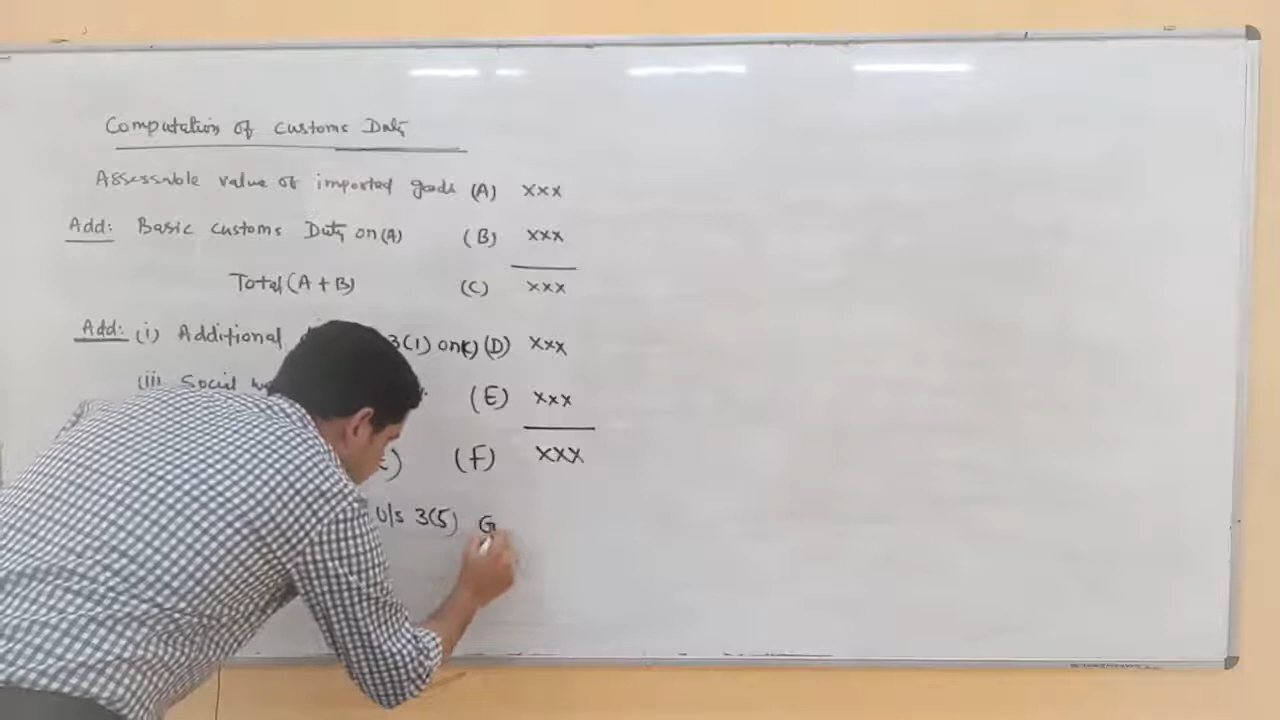 Computation of Customs Duty
Assessable value of imported goods (A) XXX
Add: Basic Customs Duty on (A) (B) XXX
Total (A + B) (C) XXX
Add: (i) Additional 3(1) on (D) XXX
(ii) Social (E) XXX
(F) XXX
U/s 3(5) G